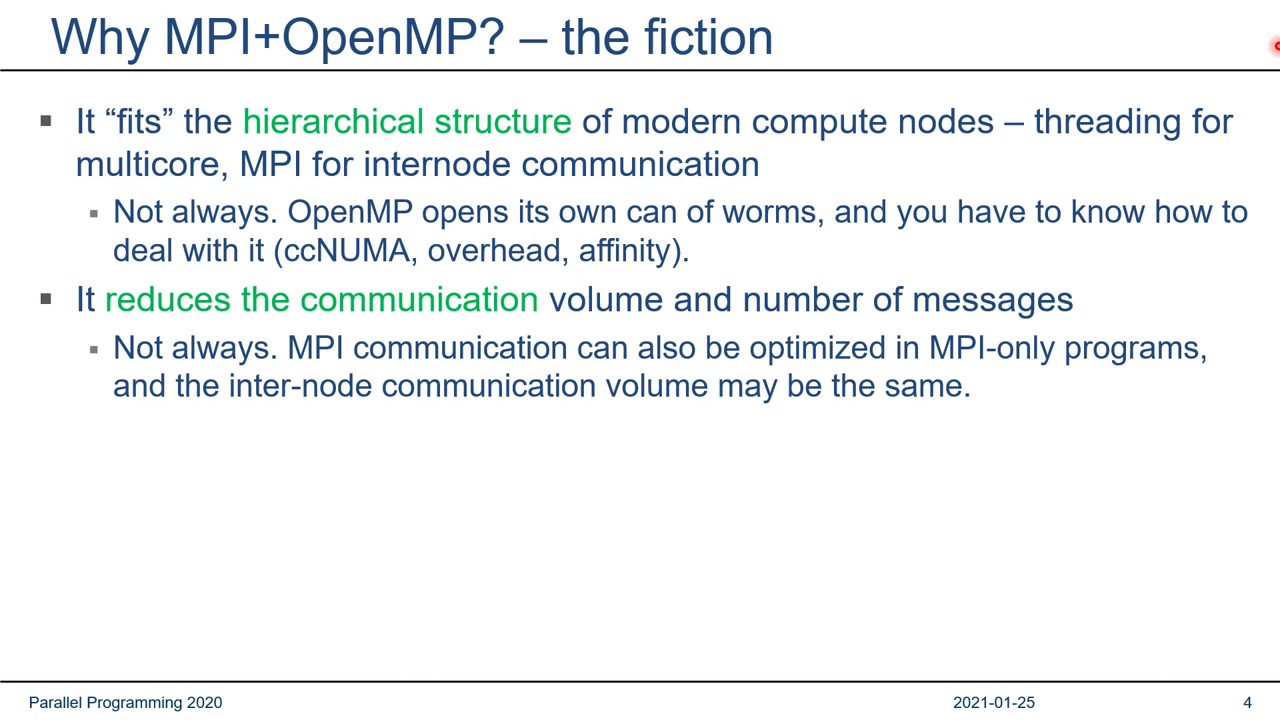 Why MPI+OpenMP? – the fiction
▪ It “fits” the hierarchical structure of modern compute nodes – threading for
multicore, MPI for internode communication
▪ Not always. OpenMP opens its own can of worms, and you have to know how to
deal with it (ccNUMA, overhead, affinity).
▪ It reduces the communication volume and number of messages
▪ Not always. MPI communication can also be optimized in MPI-only programs,
and the inter-node communication volume may be the same.
Parallel Programming 2020
2021-01-25
4